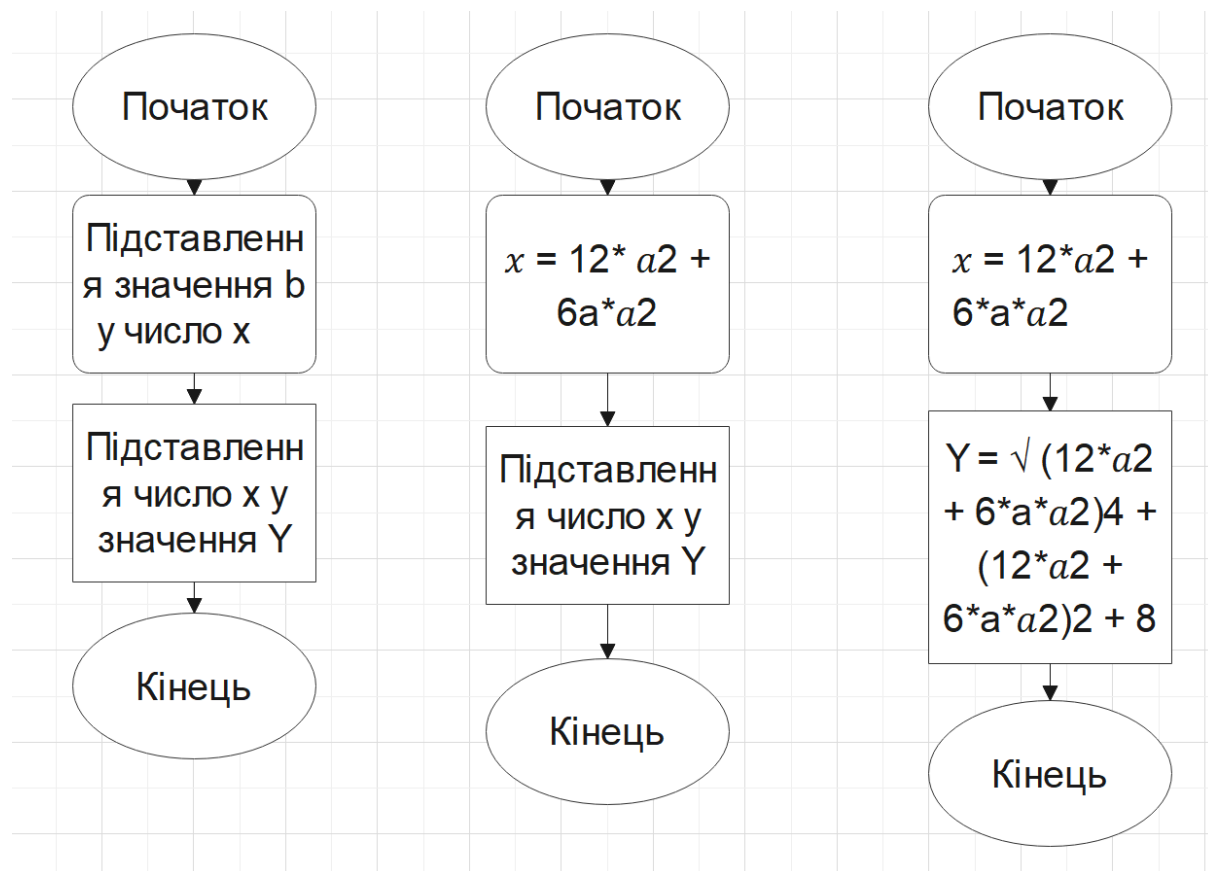 Початок
Підставленн
я значення b
у число x
Підставленн
я число x у
значення Y
Кінець
Початок
𝑥 = 12* 𝑎2 +
6a*𝑎2
Підставленн
я число x у
значення Y
Кінець
Початок
𝑥 = 12*𝑎2 +
6*a*𝑎2
Y = √ (12*𝑎2
+ 6*a*𝑎2)4 +
(12*𝑎2 +
6*a*𝑎2)2 + 8
Кінець